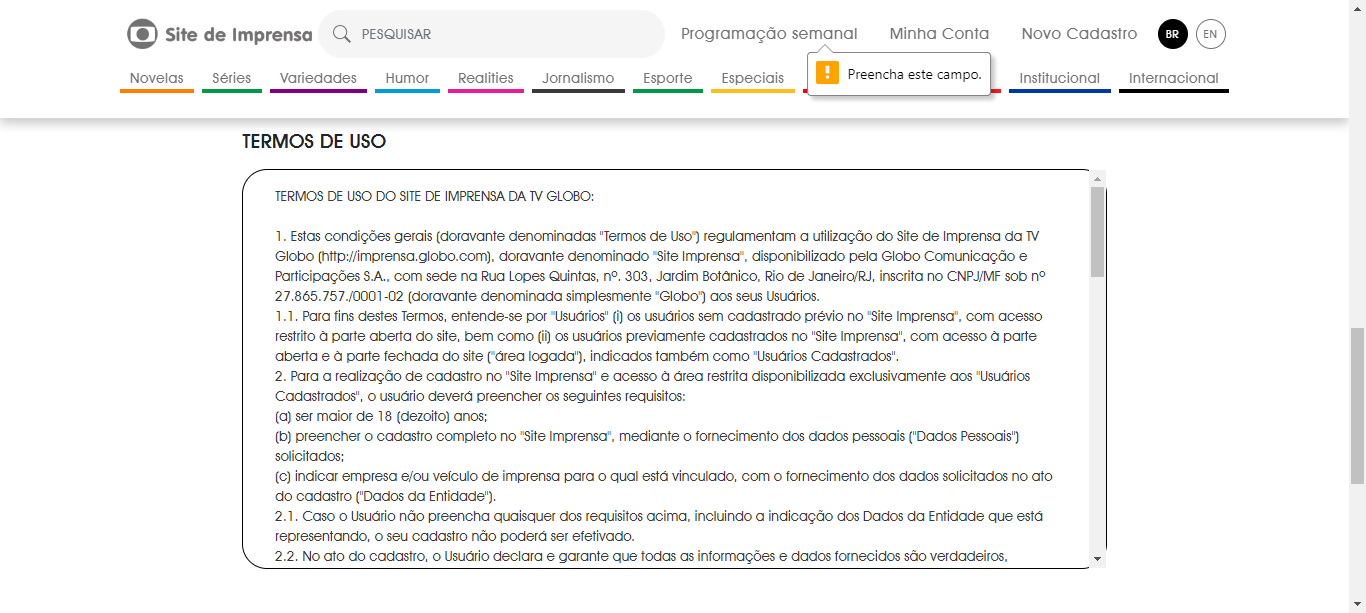 Site de Imprensa
PESQUISAR
Programação semanal
Minha Conta
Novo Cadastro
BR
EN
Novelas
Séries
Variedades
Humor
Realities
Jornalismo
Esporte
Especiais
! Preencha este campo.
Institucional
Internacional
TERMOS DE USO
TERMOS DE USO DO SITE DE IMPRENSA DA TV GLOBO:
1. Estas condições gerais (doravante denominadas "Termos de Uso") regulamentam a utilização do Site de Imprensa da TV
Globo (http://imprensa.globo.com), doravante denominado "Site Imprensa", disponibilizado pela Globo Comunicação e
Participações S.A., com sede na Rua Lopes Quintas, nº. 303, Jardim Botânico, Rio de Janeiro/RJ, inscrita no CNPJ/MF sob nº
27.865.757./0001-02 (doravante denominada simplesmente "Globo") aos seus Usuários.
1.1. Para fins destes Termos, entende-se por "Usuários" (i) os usuários sem cadastrado prévio no "Site Imprensa", com acesso
restrito à parte aberta do site, bem como (ii) os usuários previamente cadastrados no "Site Imprensa", com acesso à parte
aberta e à parte fechada do site ("área logada"), indicados também como "Usuários Cadastrados".
2. Para a realização de cadastro no "Site Imprensa" e acesso à área restrita disponibilizada exclusivamente aos "Usuários
Cadastrados", o usuário deverá preencher os seguintes requisitos:
(a) ser maior de 18 (dezoito) anos;
(b) preencher o cadastro completo no "Site Imprensa", mediante o fornecimento dos dados pessoais ("Dados Pessoais")
solicitados;
(c) indicar empresa e/ou veículo de imprensa para o qual está vinculado, com o fornecimento dos dados solicitados no ato
do cadastro ("Dados da Entidade").
2.1. Caso o Usuário não preencha quaisquer dos requisitos acima, incluindo a indicação dos Dados da Entidade que está
representando, o seu cadastro não poderá ser efetivado.
2.2. No ato do cadastro, o Usuário declara e garante que todas as informações e dados fornecidos são verdadeiros,